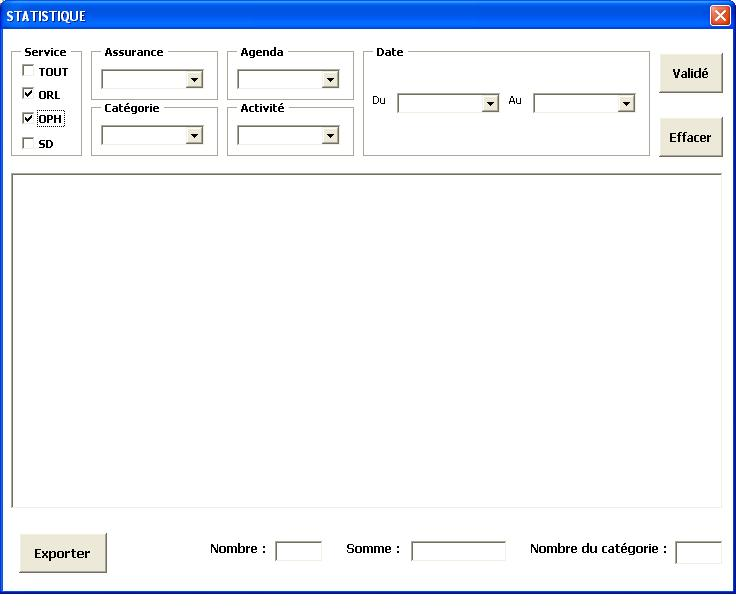 STATISTIQUE
Service
TOUT
ORL
OPH
SD
Assurance
Catégorie
Agenda
Activité
Date
Du
Au
Validé
Effacer
Exporter
Nombre :
Somme :
Nombre du catégorie :